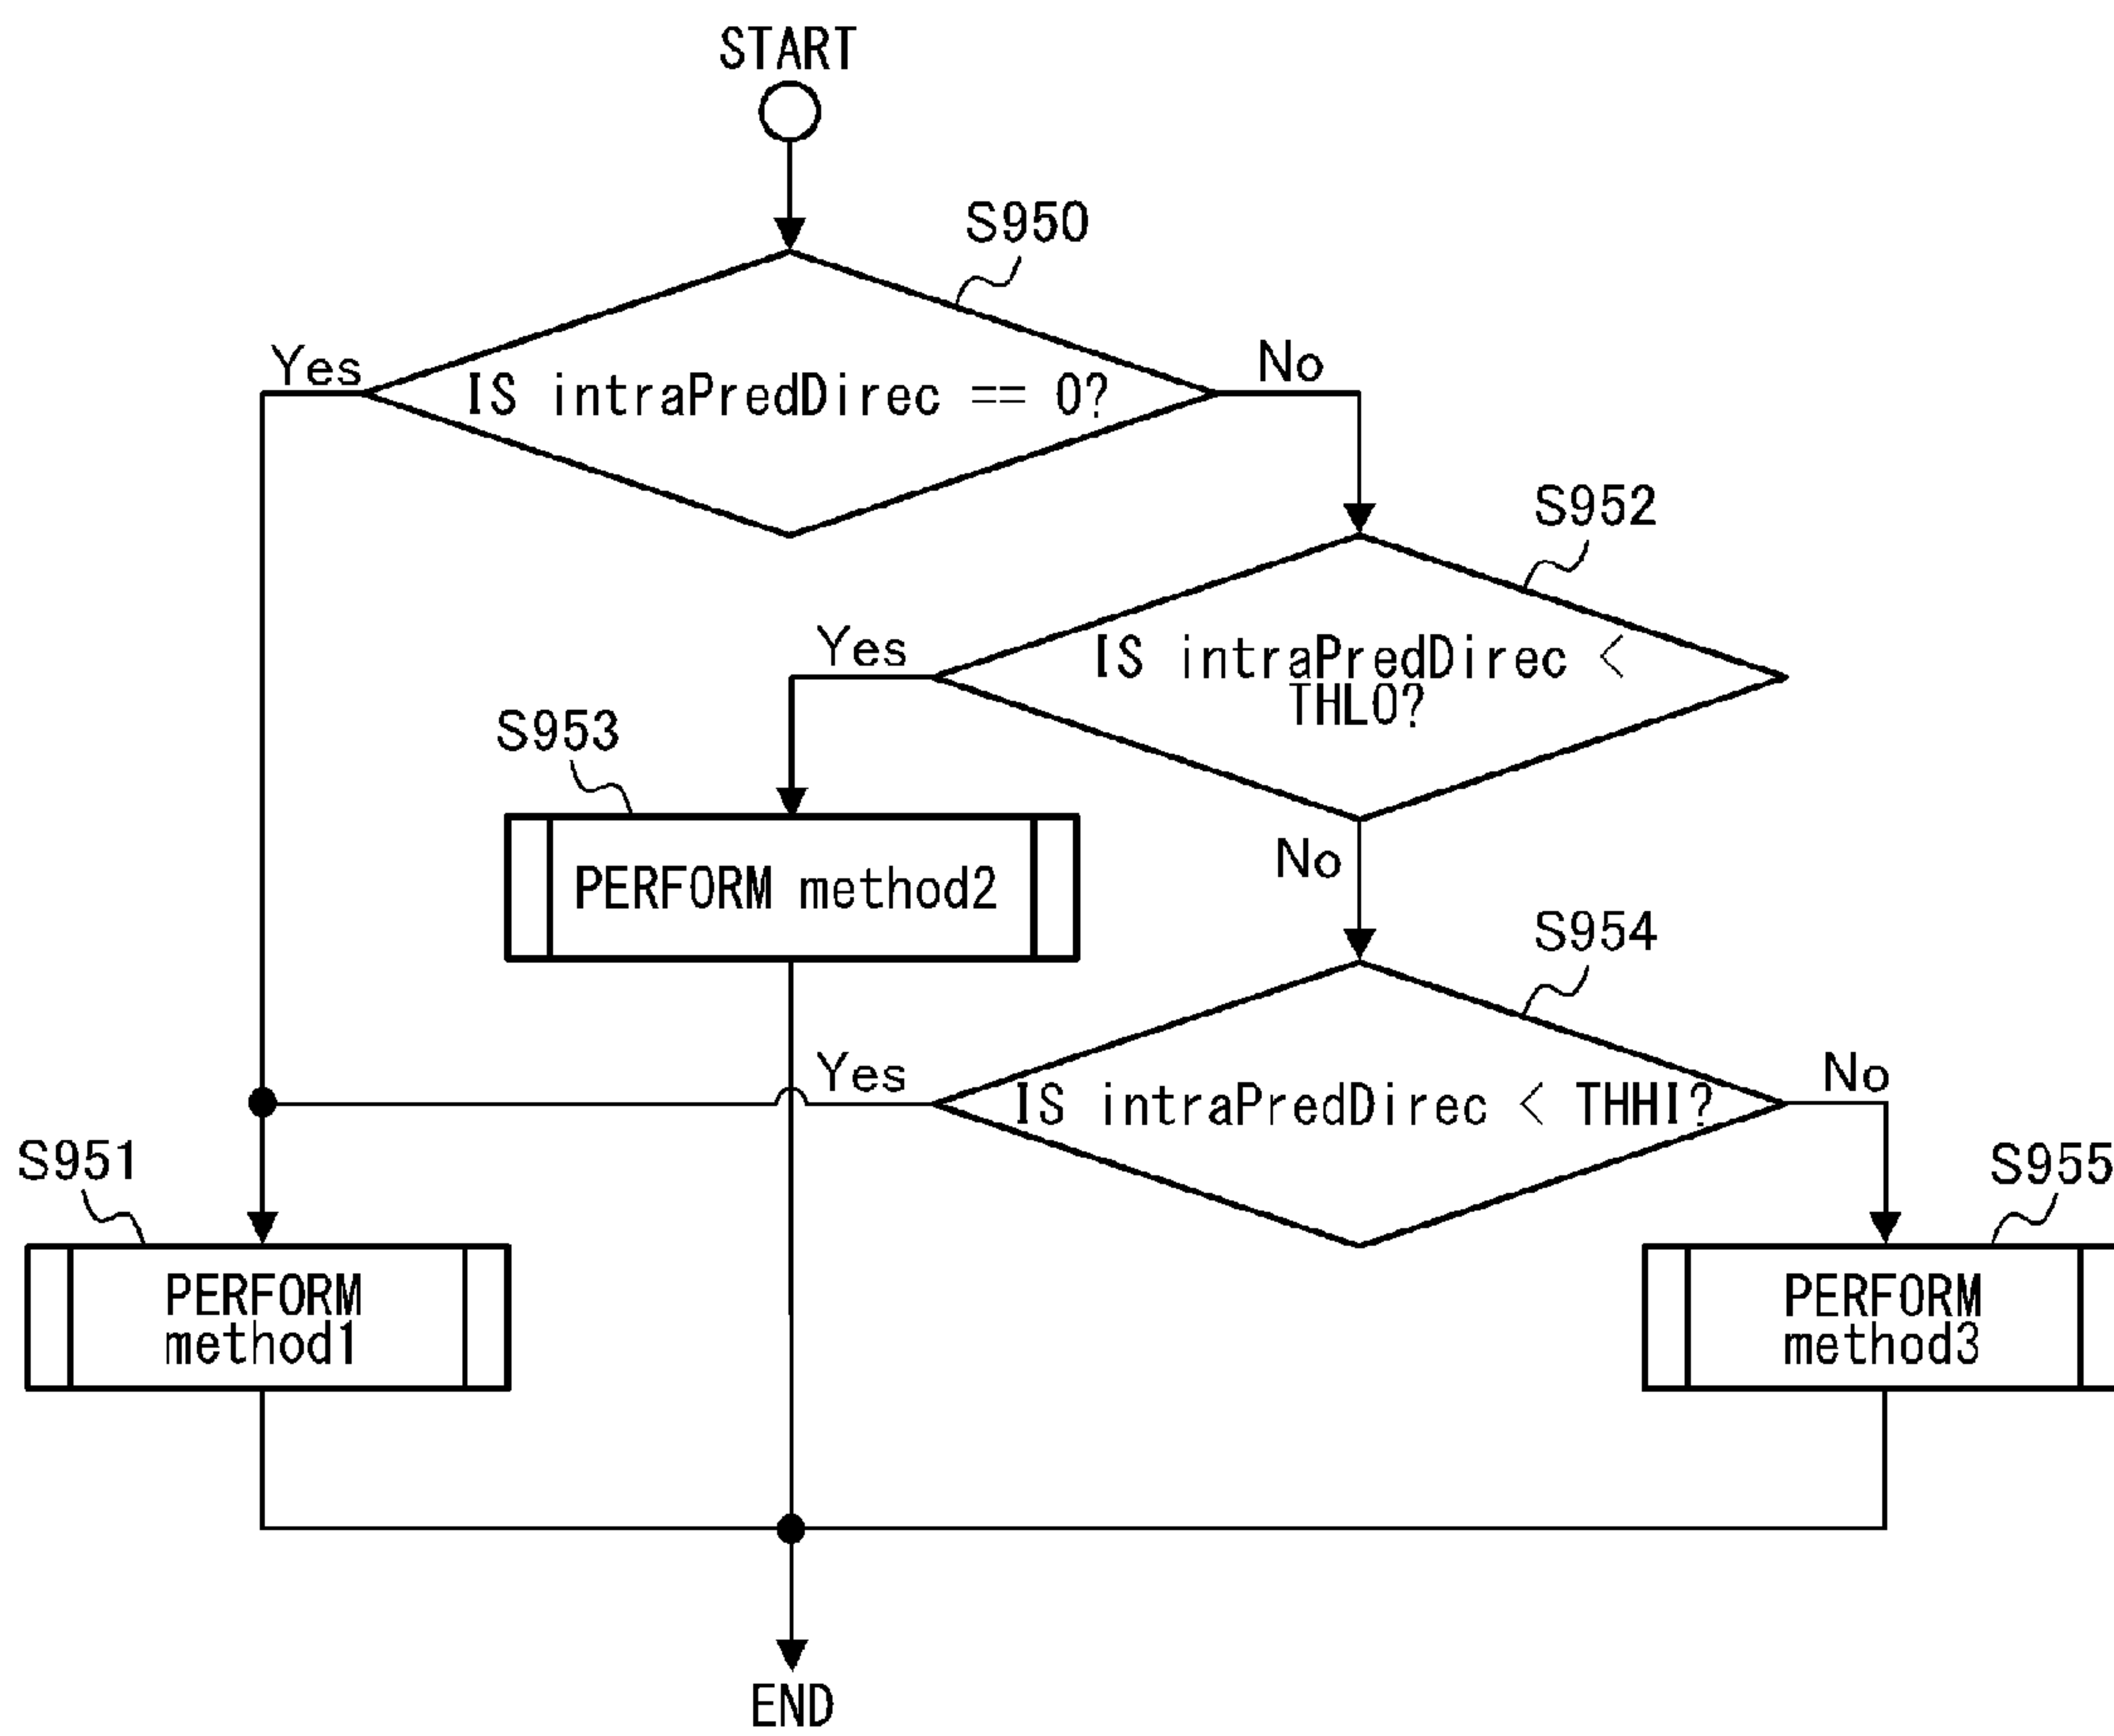 START
S950
Yes
No
IS intraPredDirec == 0?
S952
Yes
IS intraPredDirec <
THLO?
S953
No
PERFORM method2
S954
Yes
No
IS intraPredDirec < THHI?
S951
S955
PERFORM
method1
PERFORM
method3
END